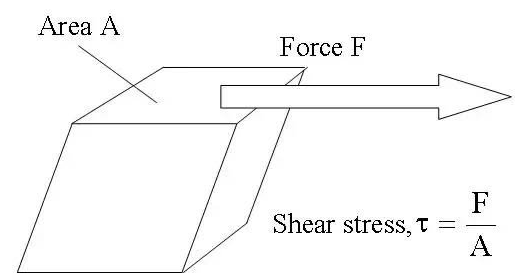 Area A
Force F
Shear stress, τ = F/A